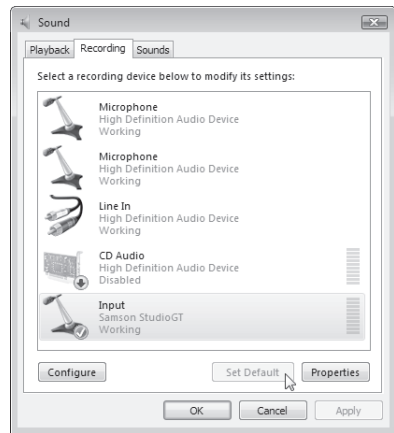 Sound
Playback Recording Sounds
Select a recording device below to modify its settings:
Microphone
High Definition Audio Device
Working
Microphone
High Definition Audio Device
Working
Line In
High Definition Audio Device
Working
CD Audio
High Definition Audio Device
Disabled
Input
Samson StudioGT
Working
Configure Set Default Properties
OK Cancel Apply